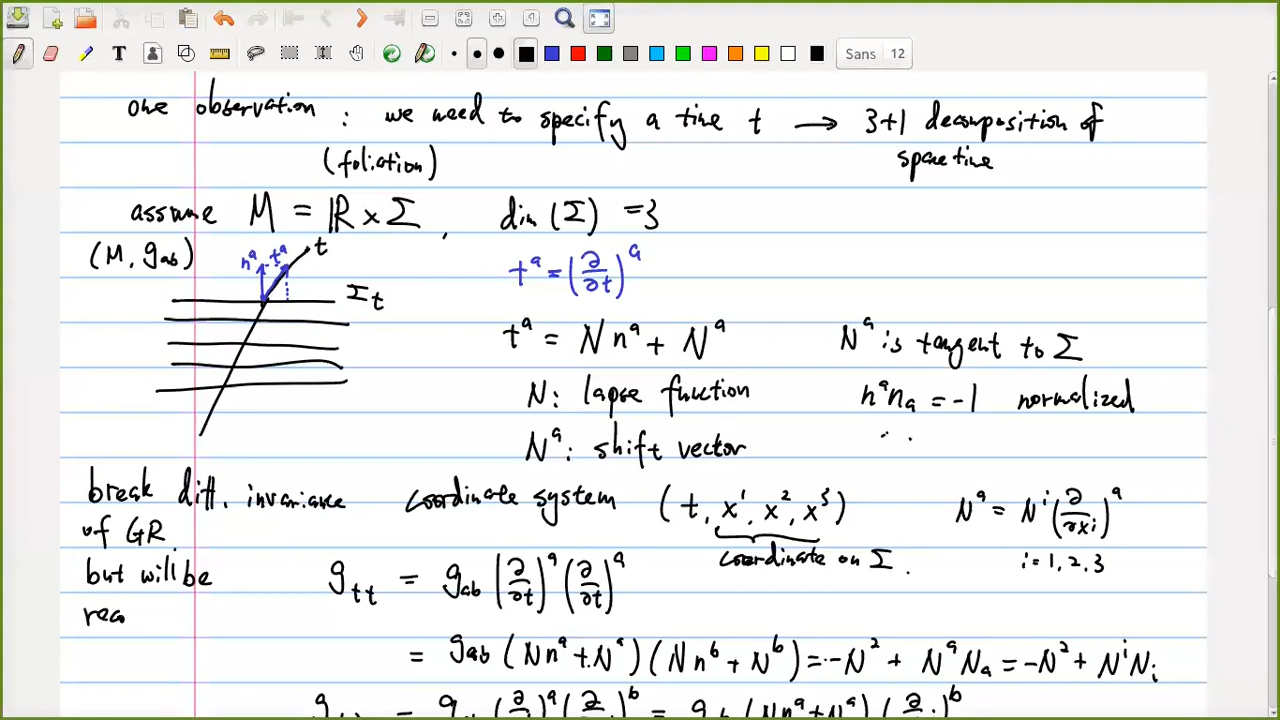 Sans 12
one observation : we need to specify a time t → 3+1 decomposition of
(foliation) spacetime
assume M = ℝ × Σ , dim (Σ) = 3
(M, g_ab) n^a t^a t t^a = (∂/∂t)^a
Σ_t
t^a = N n^a + N^a N^a is tangent to Σ
N : lapse function n^a n_a = -1 normalized
N^a : shift vector
break diff. invariance coordinate system (t, x^1, x^2, x^3) N^a = N^i (∂/∂x^i)^a
of GR. coordinate on Σ . i = 1, 2, 3
but will be g_tt = g_ab (∂/∂t)^a (∂/∂t)^a
reco
= g_ab (N n^a + N^a) (N n^b + N^b) = -N^2 + N^a N_a = -N^2 + N^i N_i